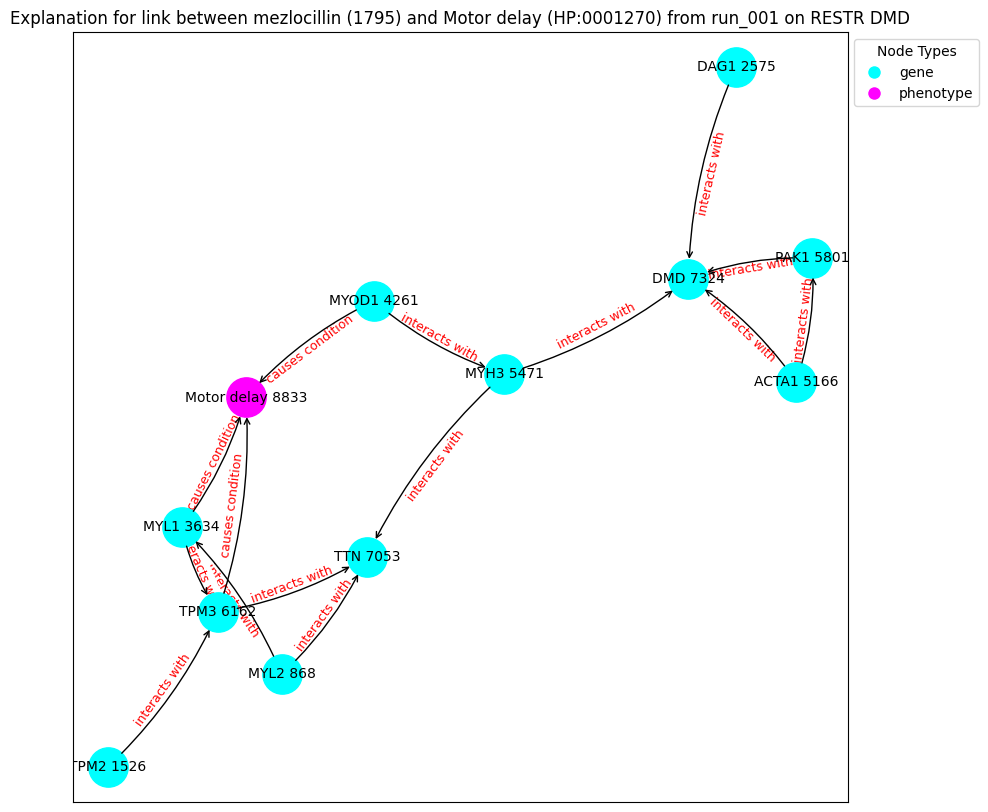 Explanation for link between mezlocillin (1795) and Motor delay (HP:0001270) from run_001 on RESTR DMD
Node Types
gene
phenotype
DAG1 2575
interacts with
PAK1 5801
interacts with
DMD 7324
MYOD1 4261
interacts with
interacts with
interacts with
interacts with
causes condition
MYH3 5471
ACTA1 5166
Motor delay 8833
causes condition
interacts with
causes condition
MYL1 3634
TTN 7053
interacts with
interacts with
TPM3 6162
interacts with
MYL2 868
interacts with
TPM2 1526